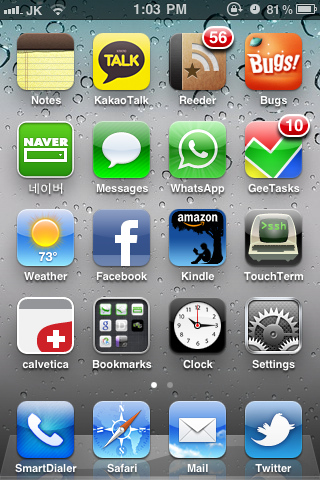 JK 1:03 PM 81%
TALK 56 Bugs!
Notes KakaoTalk Reeder Bugs
NAVER 10
네이버 Messages WhatsApp GeeTasks
73° f amazon >ssh
Weather Facebook Kindle TouchTerm
calvetica Bookmarks Clock Settings
SmartDialer Safari Mail Twitter